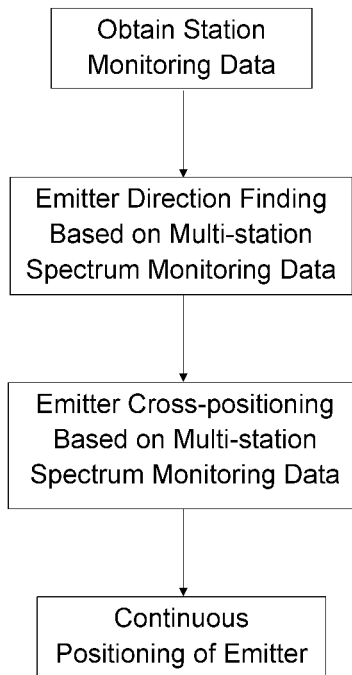 Obtain Station
Monitoring Data
Emitter Direction Finding
Based on Multi-station
Spectrum Monitoring Data
Emitter Cross-positioning
Based on Multi-station
Spectrum Monitoring Data
Continuous
Positioning of Emitter